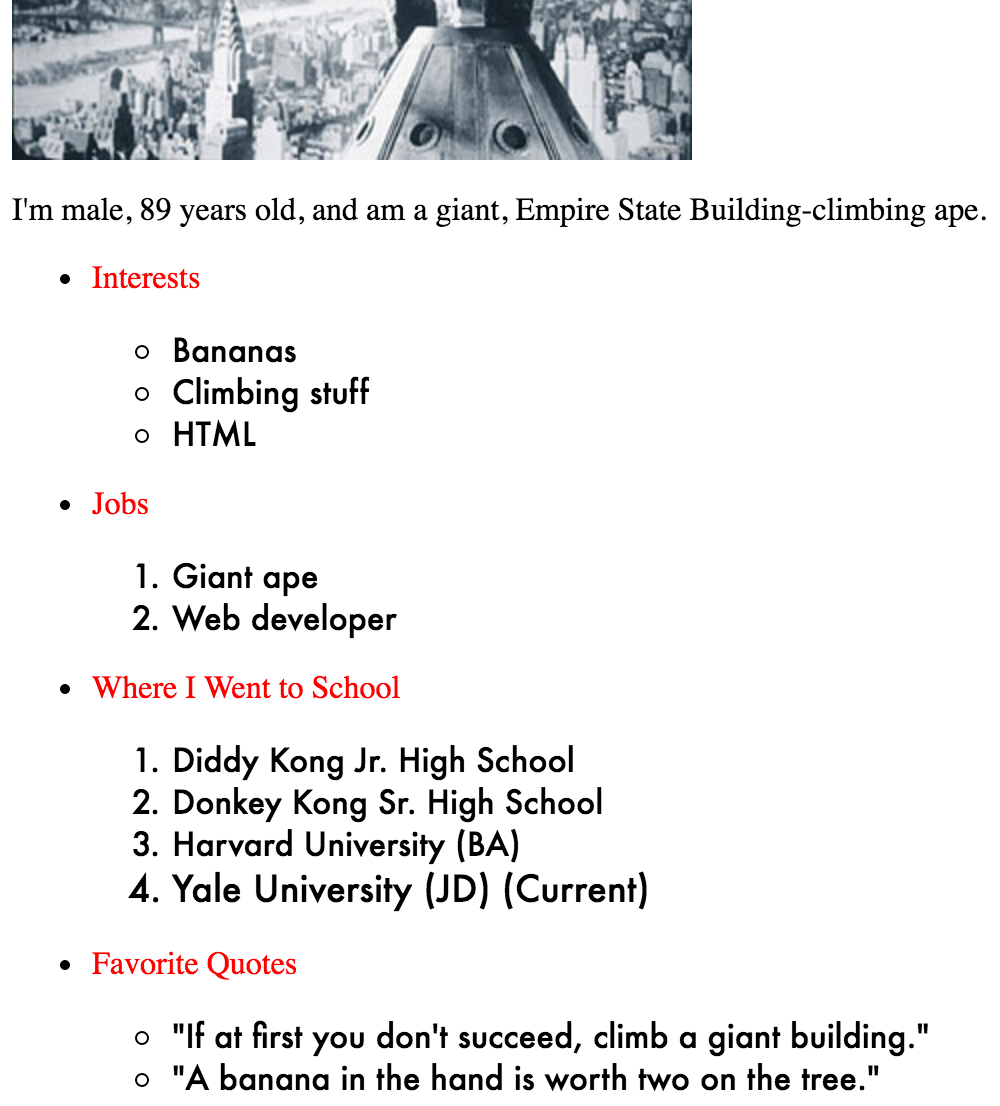 I'm male, 89 years old, and am a giant, Empire State Building-climbing ape.
Interests
Bananas
Climbing stuff
HTML
Jobs
1. Giant ape
2. Web developer
Where I Went to School
1. Diddy Kong Jr. High School
2. Donkey Kong Sr. High School
3. Harvard University (BA)
4. Yale University (JD) (Current)
Favorite Quotes
"If at first you don't succeed, climb a giant building."
"A banana in the hand is worth two on the tree."